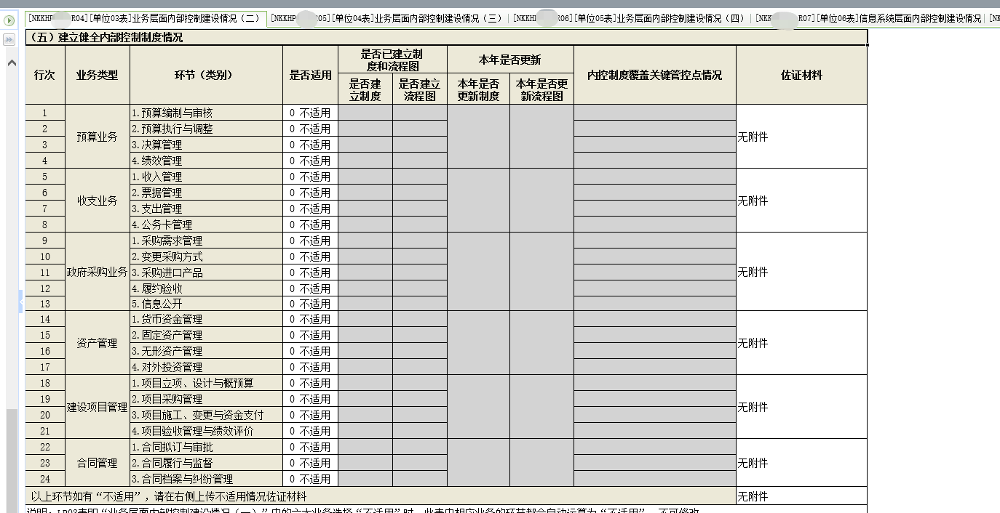 [NKKHP R04][单位03表]业务层面内部控制建设情况（二） [NKKHP R05][单位04表]业务层面内部控制建设情况（三） [NKKH R06][单位05表]业务层面内部控制建设情况（四） [NKK R07][单位06表]信息系统层面内部控制建设情况 [NK
（五）建立健全内部控制制度情况
行次 业务类型 环节（类别） 是否适用 是否已建立制度和流程图 本年是否更新 内控制度覆盖关键管控点情况 佐证材料
是否建立制度 是否建立流程图 本年是否更新制度 本年是否更新流程图
1 预算业务 1.预算编制与审核 0 不适用 无附件
2 2.预算执行与调整 0 不适用
3 3.决算管理 0 不适用
4 4.绩效管理 0 不适用
5 收支业务 1.收入管理 0 不适用 无附件
6 2.票据管理 0 不适用
7 3.支出管理 0 不适用
8 4.公务卡管理 0 不适用
9 政府采购业务 1.采购需求管理 0 不适用 无附件
10 2.变更采购方式 0 不适用
11 3.采购进口产品 0 不适用
12 4.履约验收 0 不适用
13 5.信息公开 0 不适用
14 资产管理 1.货币资金管理 0 不适用 无附件
15 2.固定资产管理 0 不适用
16 3.无形资产管理 0 不适用
17 4.对外投资管理 0 不适用
18 建设项目管理 1.项目立项、设计与概预算 0 不适用 无附件
19 2.项目采购管理 0 不适用
20 3.项目施工、变更与资金支付 0 不适用
21 4.项目验收管理与绩效评价 0 不适用
22 合同管理 1.合同拟订与审批 0 不适用 无附件
23 2.合同履行与监督 0 不适用
24 3.合同档案与纠纷管理 0 不适用
以上环节如有“不适用”，请在右侧上传不适用情况佐证材料 无附件
说明：LR03表即“业务层面内部控制建设情况（一）”中的六大业务选择“不适用”时，此表中相应业务的环节都会自动运算为“不适用”，不可修改